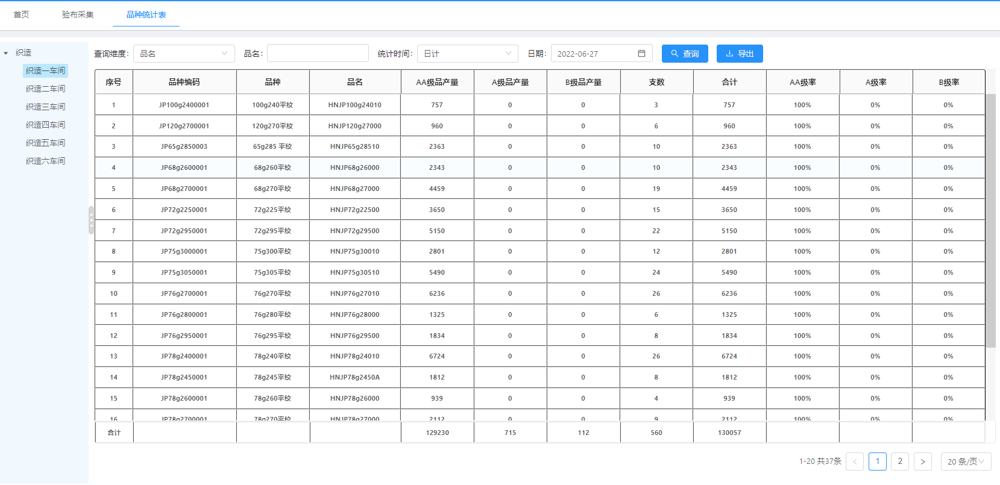 首页 验布采集 品种统计表
织造
织造一车间
织造二车间
织造三车间
织造四车间
织造五车间
织造六车间
查询维度: 品名 品名: 统计时间: 日计 日期: 2022-06-27 查询 导出
序号 品种编码 品种 品名 AA级品产量 A级品产量 B级品产量 支数 合计 AA级率 A级率 B级率
1 JP100g2400001 100g240平纹 HNJP100g24010 757 0 0 3 757 100% 0% 0%
2 JP120g2700001 120g270平纹 HNJP120g27000 960 0 0 6 960 100% 0% 0%
3 JP65g2850003 65g285 平纹 HNJP65g28510 2363 0 0 10 2363 100% 0% 0%
4 JP68g2600001 68g260平纹 HNJP68g26000 2343 0 0 10 2343 100% 0% 0%
5 JP68g2700001 68g270平纹 HNJP68g27000 4459 0 0 19 4459 100% 0% 0%
6 JP72g2250001 72g225平纹 HNJP72g22500 3650 0 0 15 3650 100% 0% 0%
7 JP72g2950001 72g295平纹 HNJP72g29500 5150 0 0 22 5150 100% 0% 0%
8 JP75g3000001 75g300平纹 HNJP75g30010 2801 0 0 12 2801 100% 0% 0%
9 JP75g3050001 75g305平纹 HNJP75g30510 5490 0 0 24 5490 100% 0% 0%
10 JP76g2700001 76g270平纹 HNJP76g27010 6236 0 0 26 6236 100% 0% 0%
11 JP76g2800001 76g280平纹 HNJP76g28000 1325 0 0 6 1325 100% 0% 0%
12 JP76g2950001 76g295平纹 HNJP76g29500 1834 0 0 8 1834 100% 0% 0%
13 JP78g2400001 78g240平纹 HNJP78g24010 6724 0 0 26 6724 100% 0% 0%
14 JP78g2450001 78g245平纹 HNJP78g2450A 1812 0 0 8 1812 100% 0% 0%
15 JP78g2600001 78g260平纹 HNJP78g26000 939 0 0 4 939 100% 0% 0%
16 JP78g2700001 78g270平纹 HNJP78g27000 2112 0 0 9 2112 100% 0% 0%
合计 129230 715 112 560 130057
1-20 共37条 < 1 2 > 20 条/页